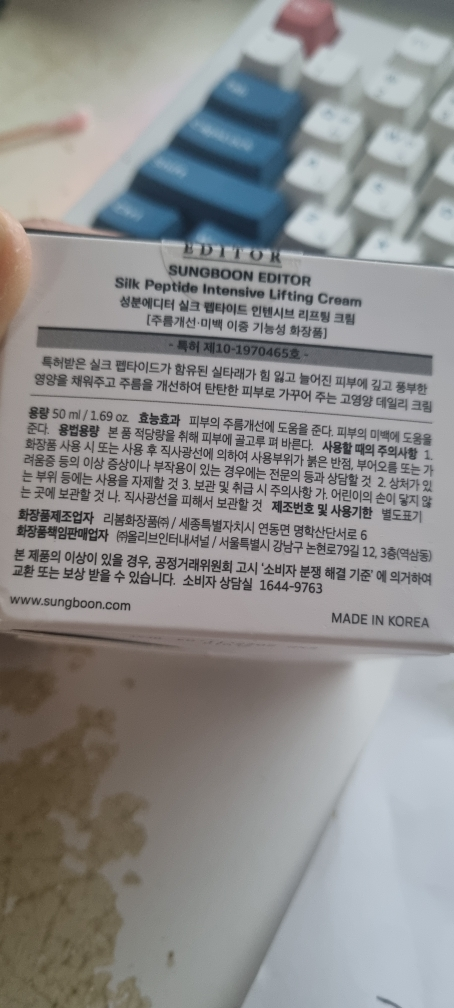 EDITOR
SUNGBOON EDITOR
Silk Peptide Intensive Lifting Cream
성분에디터 실크 펩타이드 인텐시브 리프팅 크림
[주름개선·미백 이중 기능성 화장품]
- 특허 제10-1970465호 -
특허받은 실크 펩타이드가 함유된 실타래가 힘 잃고 늘어진 피부에 깊고 풍부한
영양을 채워주고 주름을 개선하여 탄탄한 피부로 가꾸어 주는 고영양 데일리 크림
용량 50 ml / 1.69 oz. 효능효과 피부의 주름개선에 도움을 준다. 피부의 미백에 도움을
준다. 용법용량 본 품 적당량을 취해 피부에 골고루 펴 바른다. 사용할 때의 주의사항 1.
화장품 사용 시 또는 사용 후 직사광선에 의하여 사용부위가 붉은 반점, 부어오름 또는 가
려움증 등의 이상 증상이나 부작용이 있는 경우에는 전문의 등과 상담할 것 2. 상처가 있
는 부위 등에는 사용을 자제할 것 3. 보관 및 취급 시 주의사항 가. 어린이의 손이 닿지 않
는 곳에 보관할 것 나. 직사광선을 피해서 보관할 것 제조번호 및 사용기한 별도표기
화장품제조업자 리봄화장품㈜ / 세종특별자치시 연동면 명학산단서로 6
화장품책임판매업자 ㈜올리브인터내셔널 / 서울특별시 강남구 논현로79길 12, 3층(역삼동)
본 제품의 이상이 있을 경우, 공정거래위원회 고시 '소비자 분쟁 해결 기준' 에 의거하여
교환 또는 보상 받을 수 있습니다. 소비자 상담실 1644-9763
www.sungboon.com
MADE IN KOREA